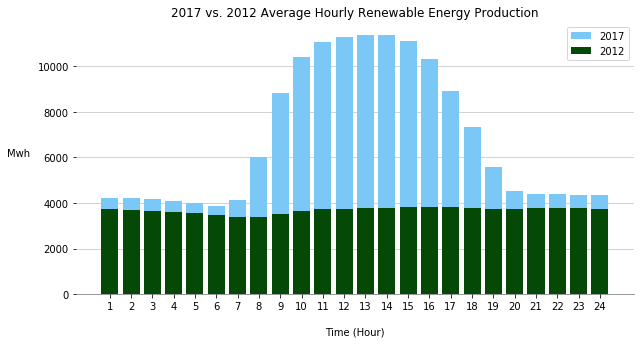 2017 vs. 2012 Average Hourly Renewable Energy Production
2017
2012
10000
8000
6000
Mwh
4000
2000
0
1 2 3 4 5 6 7 8 9 10 11 12 13 14 15 16 17 18 19 20 21 22 23 24
Time (Hour)